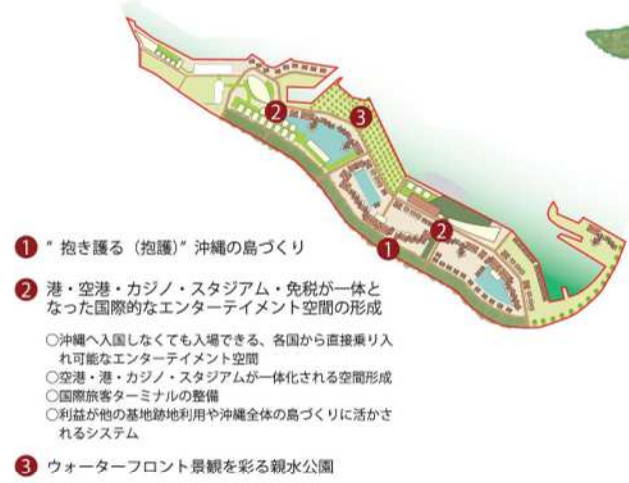 2
3
2
1
1 " 抱き護る（抱護）" 沖縄の島づくり
2 港・空港・カジノ・スタジアム・免税が一体と
なった国際的なエンターテイメント空間の形成
○沖縄へ入国しなくても入場できる、各国から直接乗り入
れ可能なエンターテイメント空間
○空港・港・カジノ・スタジアムが一体化される空間形成
○国際旅客ターミナルの整備
○利益が他の基地跡地利用や沖縄全体の島づくりに活かさ
れるシステム
3 ウォーターフロント景観を彩る親水公園